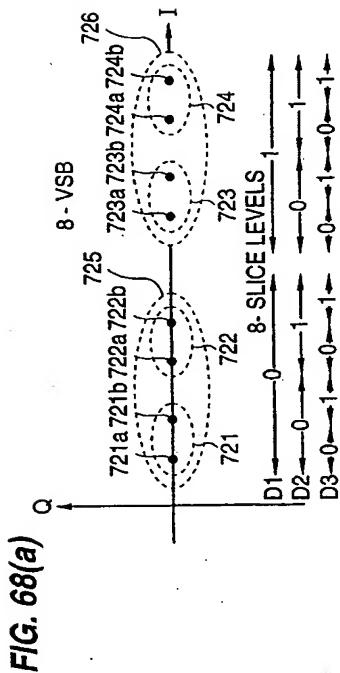 FIG. 68(a)
8 - VSB
Q
I
721a 721b 722a 722b 723a 723b 724a 724b
725
726
721
722
723
724
8- SLICE LEVELS
D1 0 1
D2 0 1 0 1
D3 0 1 0 1 0 1 0 1